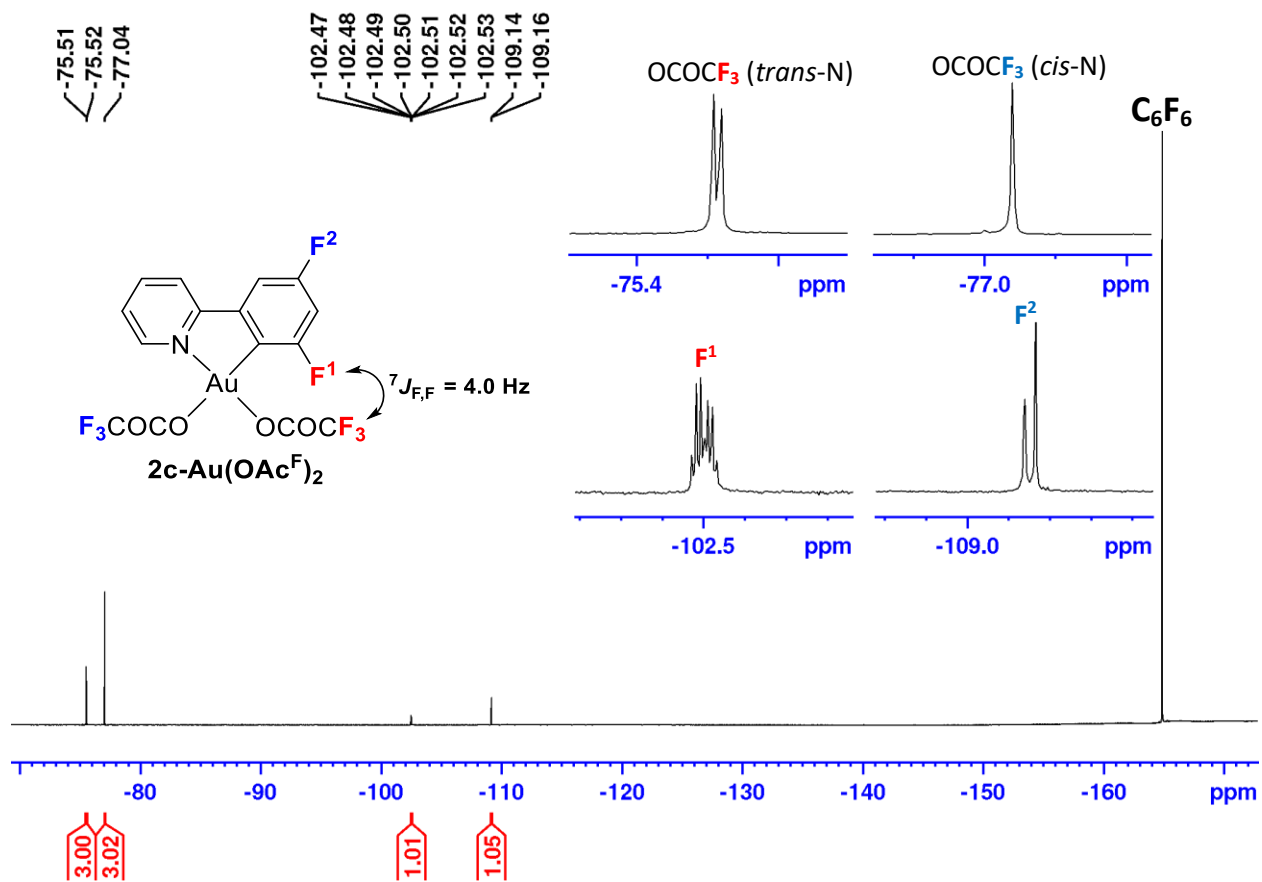 -75.51
-75.52
-77.04
-102.47
-102.48
-102.49
-102.50
-102.51
-102.52
-102.53
-109.14
-109.16
OCOCF₃ (trans-N)
OCOCF₃ (cis-N)
C₆F₆
-75.4 ppm
-77.0 ppm
F²
N
F¹
Au
⁷J_F,F = 4.0 Hz
F₃COCO
OCOCF₃
2c-Au(OAcᶠ)₂
F¹
F²
-102.5 ppm
-109.0 ppm
-80 -90 -100 -110 -120 -130 -140 -150 -160 ppm
3.00
3.02
1.01
1.05